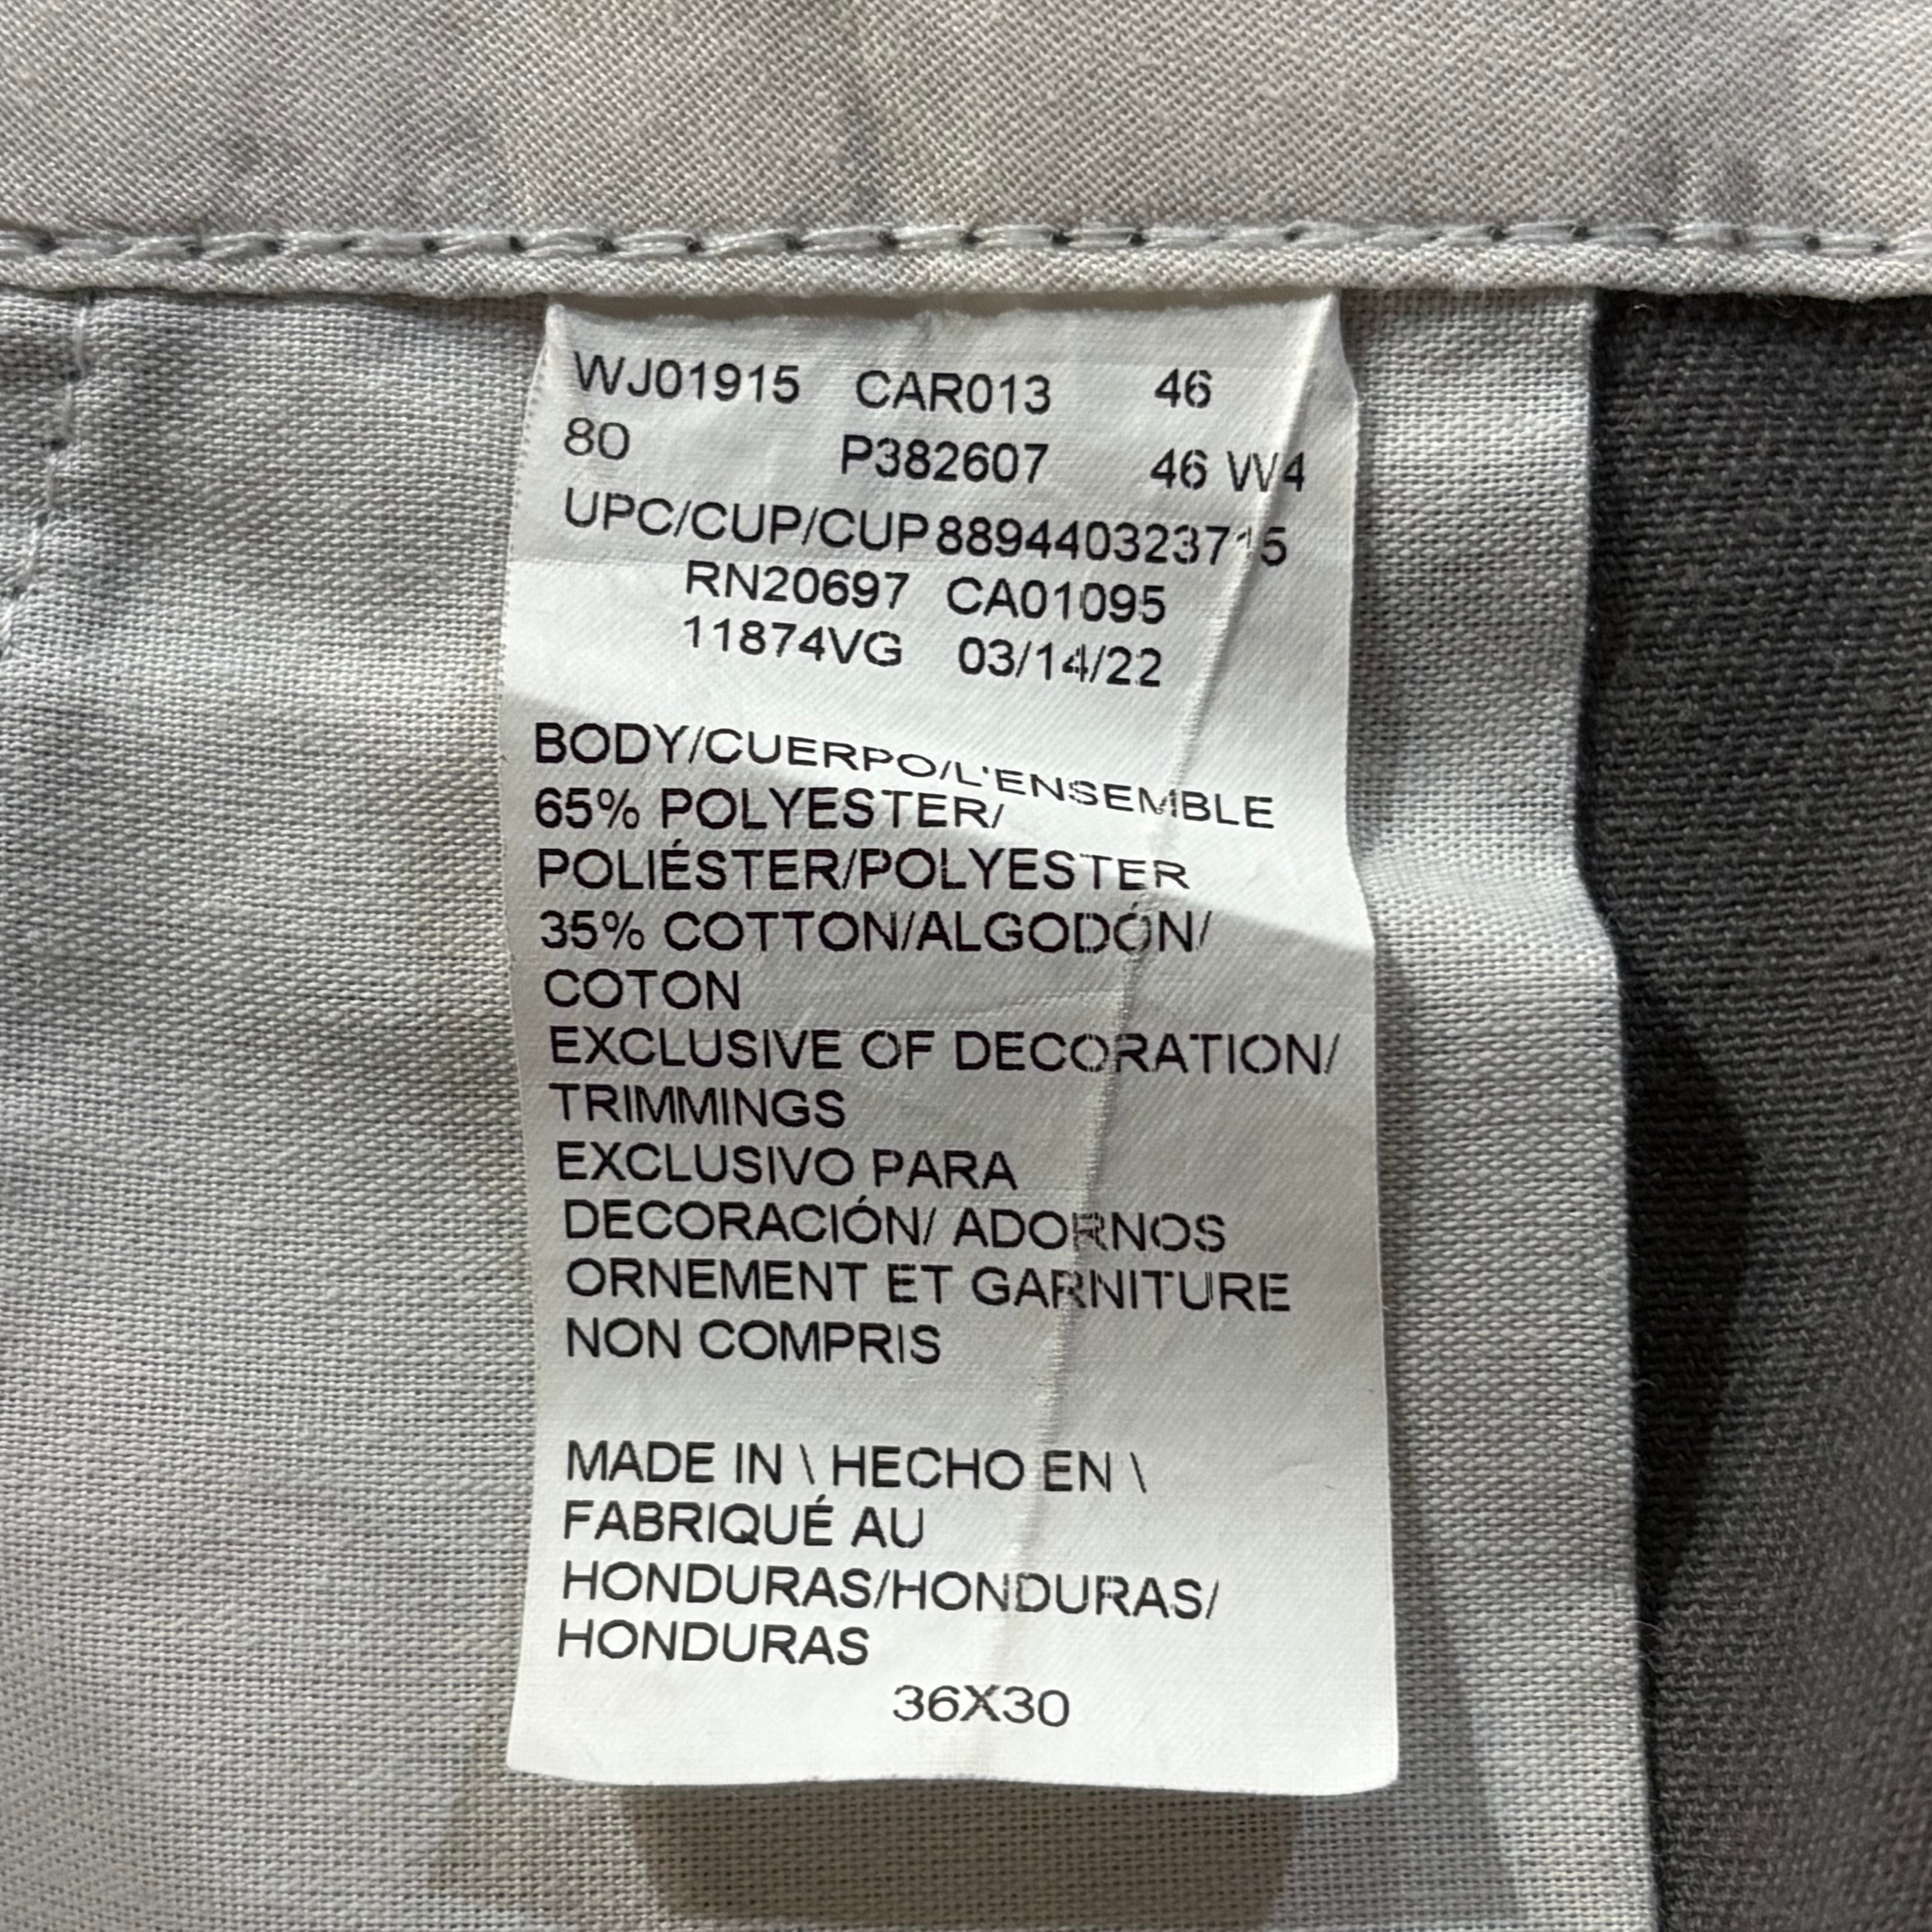 WJ01915 CAR013 46
80 P382607 46 W4
UPC/CUP/CUP 889440323715
RN20697 CA01095
11874VG 03/14/22
BODY/CUERPO/L'ENSEMBLE
65% POLYESTER/
POLIÉSTER/POLYESTER
35% COTTON/ALGODÓN/
COTON
EXCLUSIVE OF DECORATION/
TRIMMINGS
EXCLUSIVO PARA
DECORACIÓN/ ADORNOS
ORNEMENT ET GARNITURE
NON COMPRIS
MADE IN \ HECHO EN \
FABRIQUÉ AU
HONDURAS/HONDURAS/
HONDURAS
36X30